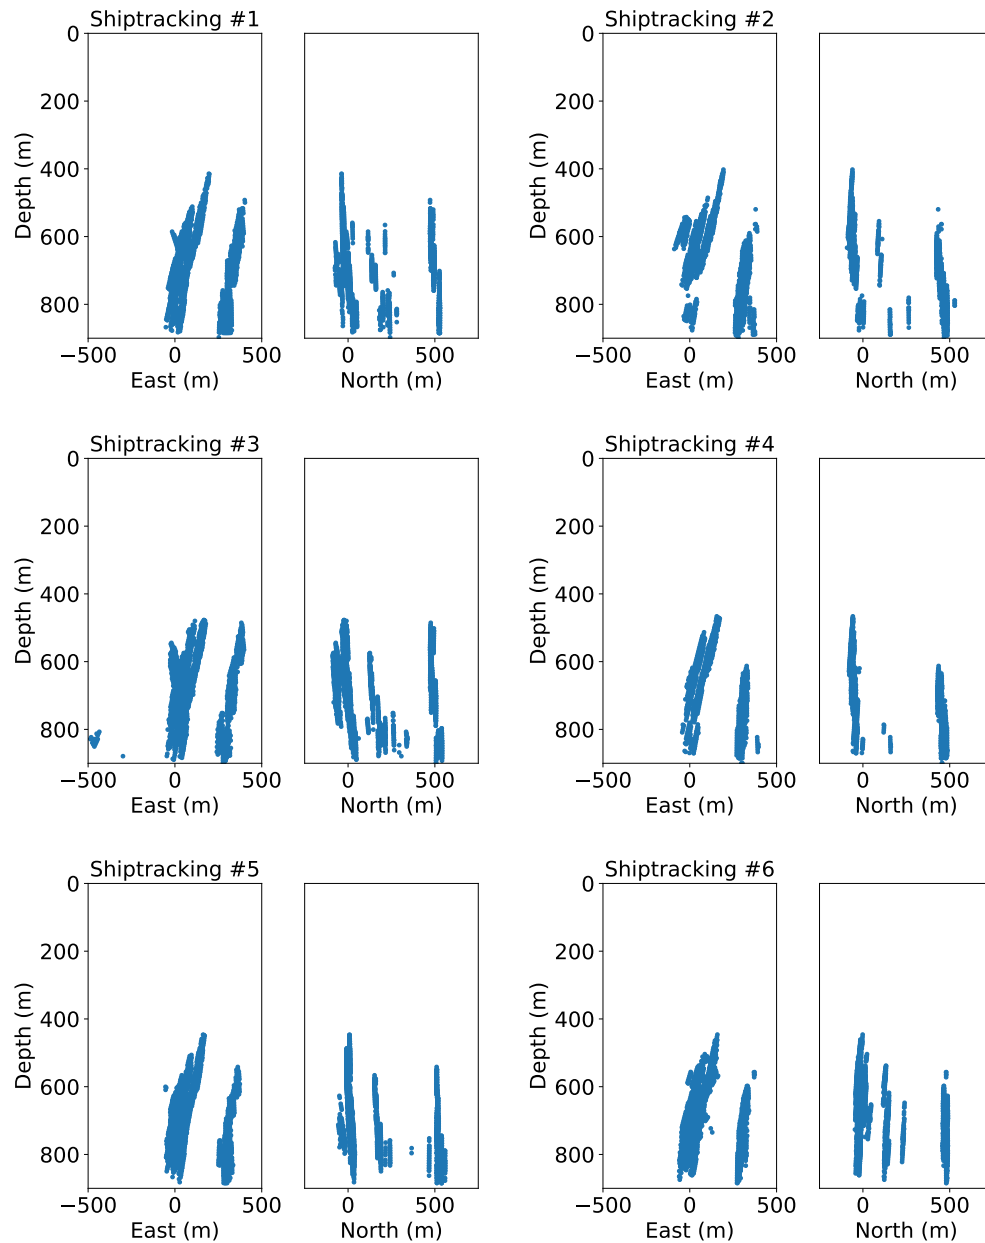 Shiptracking #1
Shiptracking #2
0
200
400
600
800
Depth (m)
−500
0
500
East (m)
0
500
North (m)
0
200
400
600
800
Depth (m)
−500
0
500
East (m)
0
500
North (m)
Shiptracking #3
Shiptracking #4
0
200
400
600
800
Depth (m)
−500
0
500
East (m)
0
500
North (m)
0
200
400
600
800
Depth (m)
−500
0
500
East (m)
0
500
North (m)
Shiptracking #5
Shiptracking #6
0
200
400
600
800
Depth (m)
−500
0
500
East (m)
0
500
North (m)
0
200
400
600
800
Depth (m)
−500
0
500
East (m)
0
500
North (m)